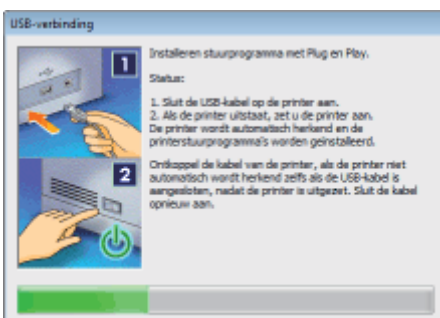 USB-verbinding
1
Installeren stuurprogramma met Plug en Play.
Status:
1. Sluit de USB-kabel op de printer aan.
2. Als de printer uitstaat, zet u de printer aan.
De printer wordt automatisch herkend en de
printerstuurprogramma's worden geïnstalleerd.
2
Ontkoppel de kabel van de printer, als de printer niet
automatisch wordt herkend zelfs als de USB-kabel is
aangesloten, nadat de printer is uitgezet. Sluit de kabel
opnieuw aan.